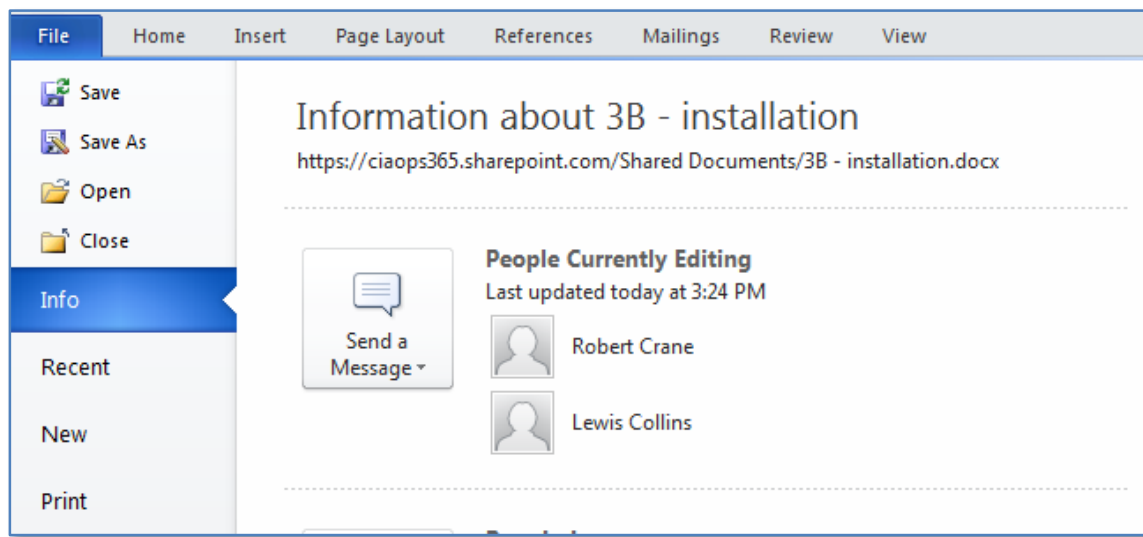 File Home Insert Page Layout References Mailings Review View
Save
Save As
Open
Close
Info
Recent
New
Print
Information about 3B - installation
https://ciaops365.sharepoint.com/Shared Documents/3B - installation.docx
Send a
Message
People Currently Editing
Last updated today at 3:24 PM
Robert Crane
Lewis Collins